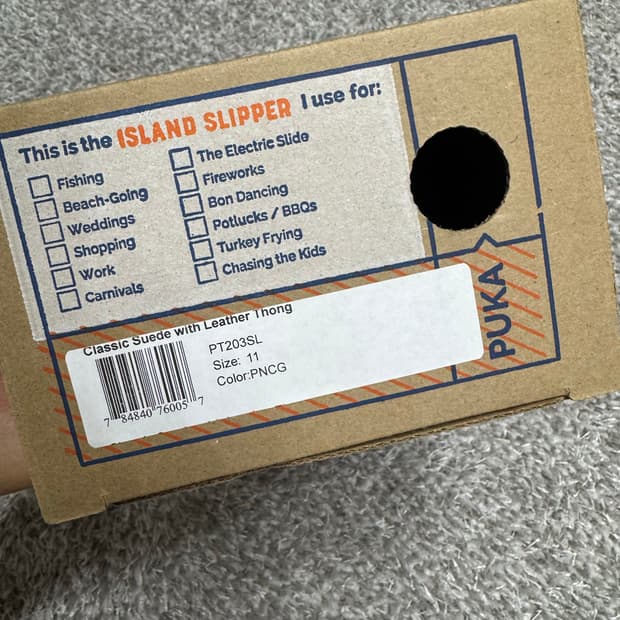 This is the ISLAND SLIPPER I use for:
Fishing
Beach-Going
Weddings
Shopping
Work
Carnivals
The Electric Slide
Fireworks
Bon Dancing
Potlucks / BBQs
Turkey Frying
Chasing the Kids
PUKA
Classic Suede with Leather Thong
PT203SL
Size: 11
Color:PNCG
7 84840 76005 7